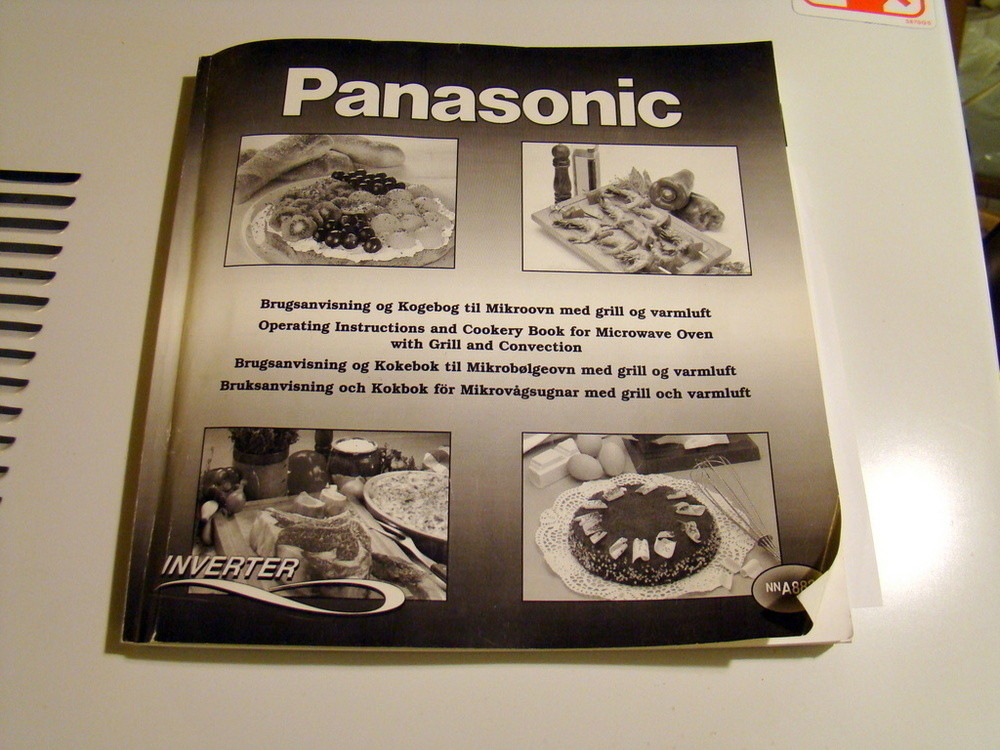 Panasonic
Brugsanvisning og Kogebog til Mikroovn med grill og varmluft
Operating Instructions and Cookery Book for Microwave Oven
with Grill and Convection
Brugsanvisning og Kokebok til Mikrobølgeovn med grill og varmluft
Bruksanvisning och Kokbok för Mikrovågsugnar med grill och varmluft
INVERTER